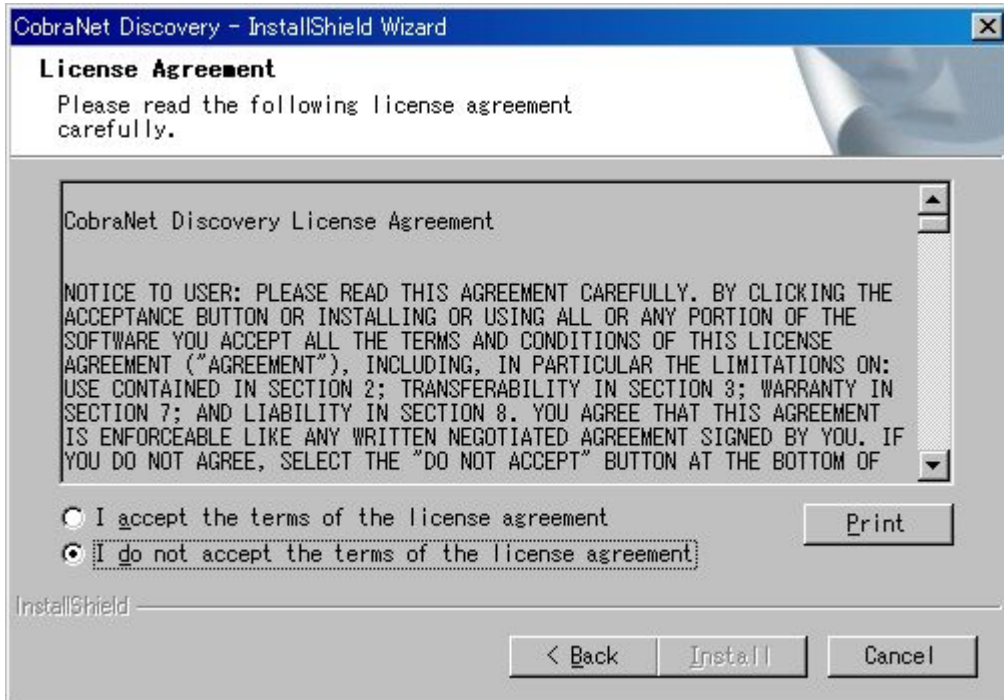 CobraNet Discovery - InstallShield Wizard
License Agreement
Please read the following license agreement
carefully.
CobraNet Discovery License Agreement
NOTICE TO USER: PLEASE READ THIS AGREEMENT CAREFULLY. BY CLICKING THE
ACCEPTANCE BUTTON OR INSTALLING OR USING ALL OR ANY PORTION OF THE
SOFTWARE YOU ACCEPT ALL THE TERMS AND CONDITIONS OF THIS LICENSE
AGREEMENT ("AGREEMENT"), INCLUDING, IN PARTICULAR THE LIMITATIONS ON:
USE CONTAINED IN SECTION 2; TRANSFERABILITY IN SECTION 3; WARRANTY IN
SECTION 7; AND LIABILITY IN SECTION 8. YOU AGREE THAT THIS AGREEMENT
IS ENFORCEABLE LIKE ANY WRITTEN NEGOTIATED AGREEMENT SIGNED BY YOU. IF
YOU DO NOT AGREE, SELECT THE "DO NOT ACCEPT" BUTTON AT THE BOTTOM OF
I accept the terms of the license agreement
Print
I do not accept the terms of the license agreement
InstallShield
< Back Install Cancel